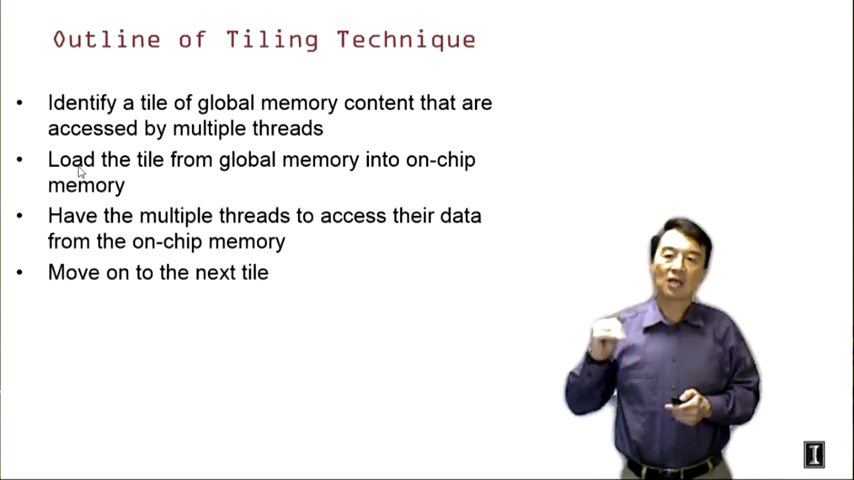 Outline of Tiling Technique
• Identify a tile of global memory content that are
accessed by multiple threads
• Load the tile from global memory into on-chip
memory
• Have the multiple threads to access their data
from the on-chip memory
• Move on to the next tile
I